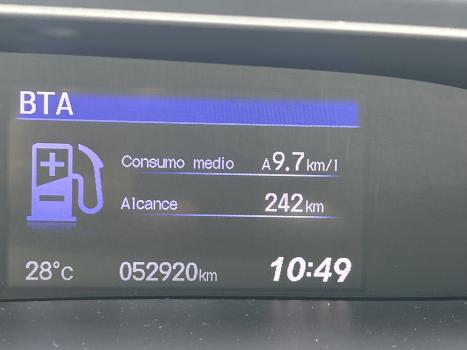 BTA
Consumo medio A9.7km/l
Alcance 242km
28°C 052920km 10:49